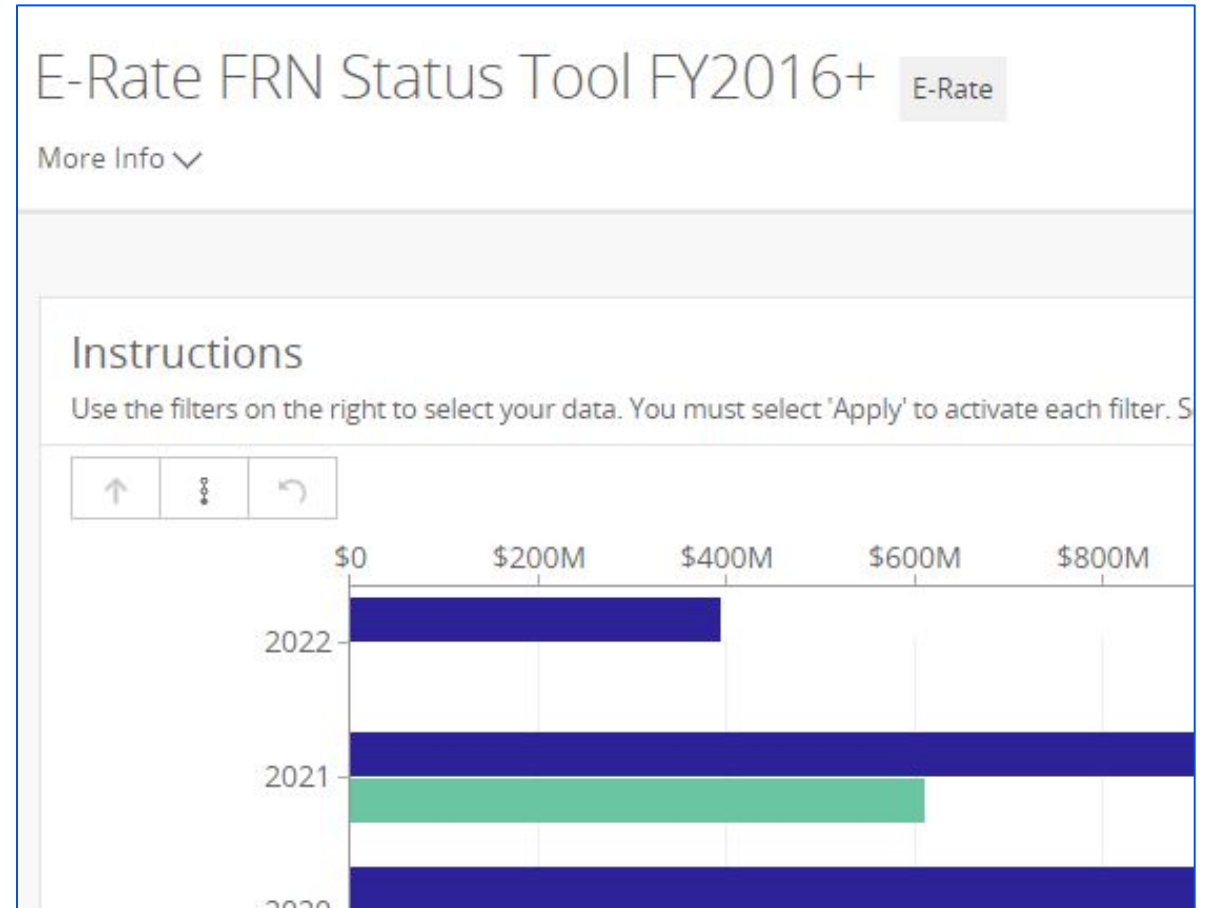 E-Rate FRN Status Tool FY2016+ E-Rate
More Info
Instructions
Use the filters on the right to select your data. You must select 'Apply' to activate each filter.
$0 $200M $400M $600M $800M
2022
2021
2020